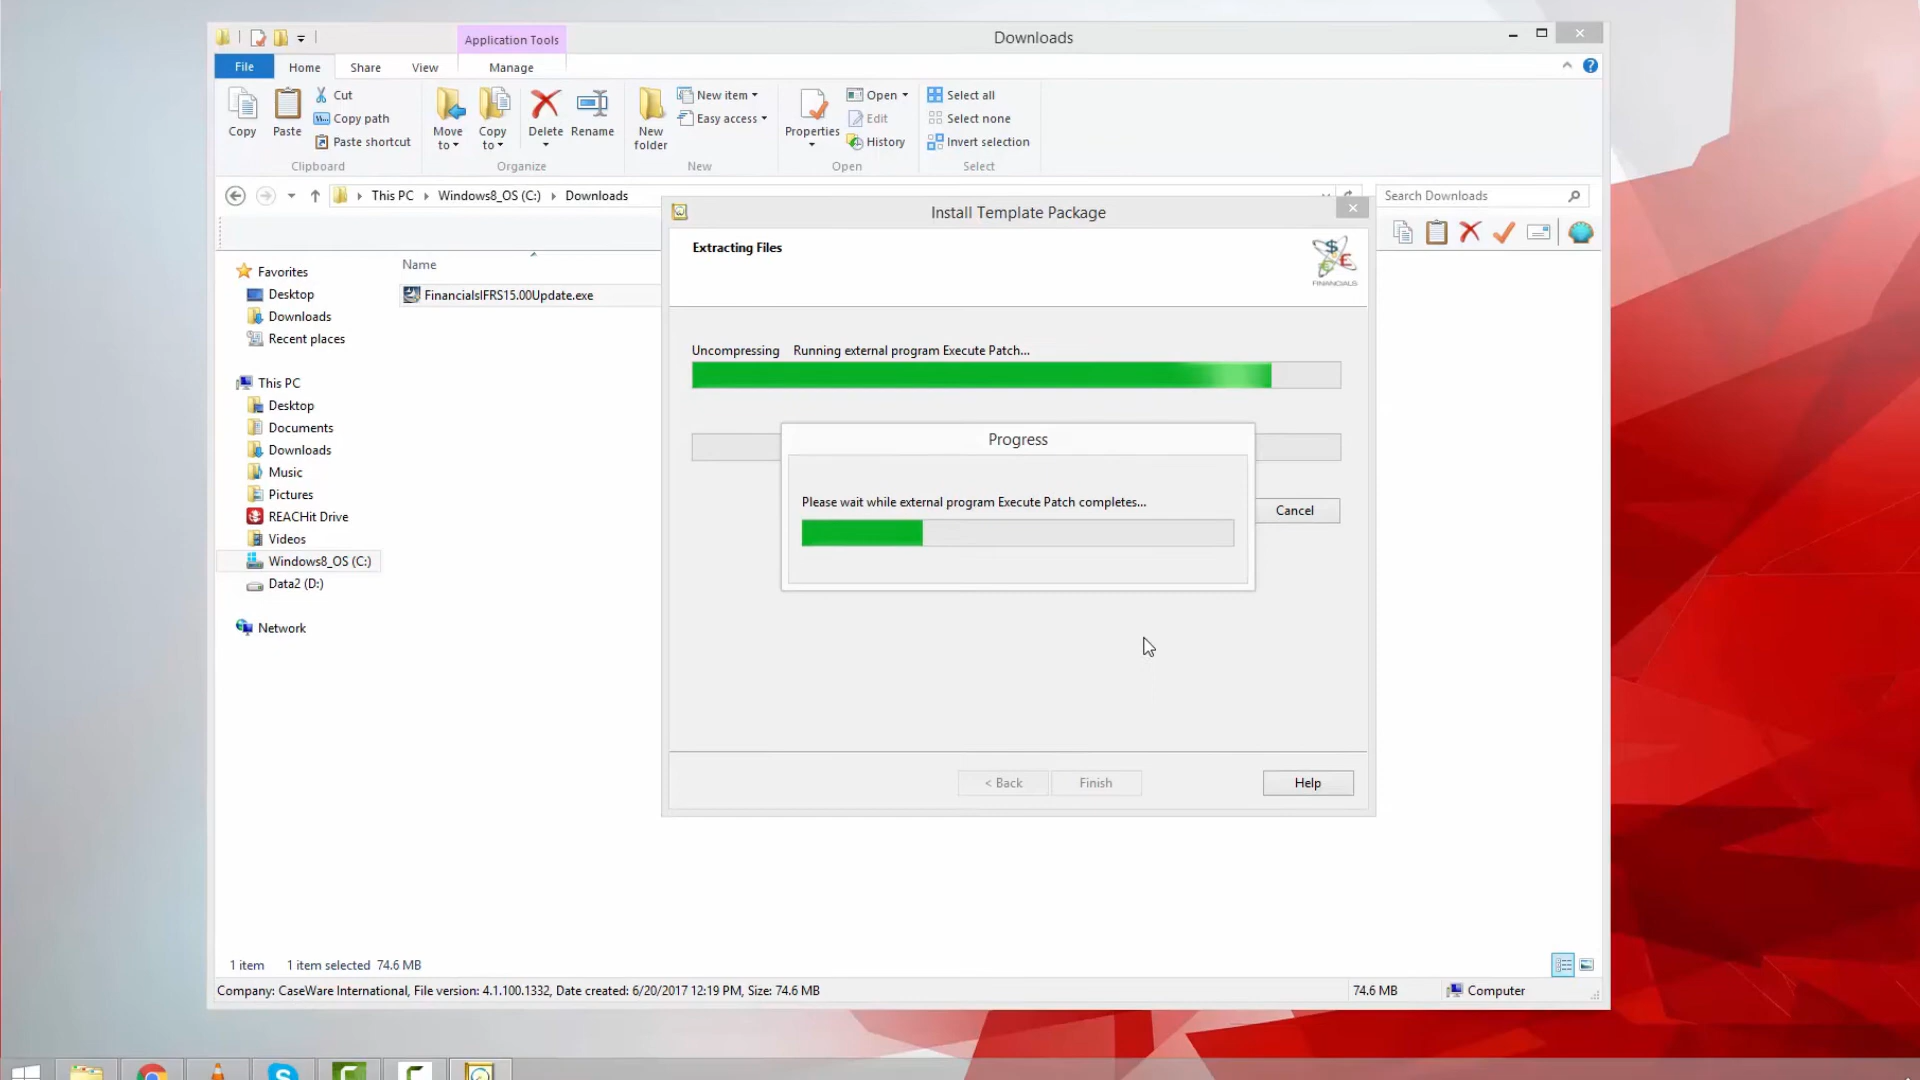 Application Tools
Downloads
File
Home
Share
View
Manage
Copy
Paste
Cut
Copy path
Paste shortcut
Clipboard
Move to
Copy to
Delete
Rename
Organize
New folder
New item
Easy access
New
Properties
Open
Edit
History
Open
Select all
Select none
Invert selection
Select
This PC
Windows8_OS (C:)
Downloads
Search Downloads
Favorites
Desktop
Downloads
Recent places
This PC
Desktop
Documents
Downloads
Music
Pictures
REACHit Drive
Videos
Windows8_OS (C:)
Data2 (D:)
Network
Name
FinancialsIFRS15.00Update.exe
Install Template Package
Extracting Files
FINANCIALS
Uncompressing Running external program Execute Patch...
Progress
Please wait while external program Execute Patch completes...
Cancel
< Back
Finish
Help
1 item 1 item selected 74.6 MB
Company: CaseWare International, File version: 4.1.100.1332, Date created: 6/20/2017 12:19 PM, Size: 74.6 MB
74.6 MB
Computer